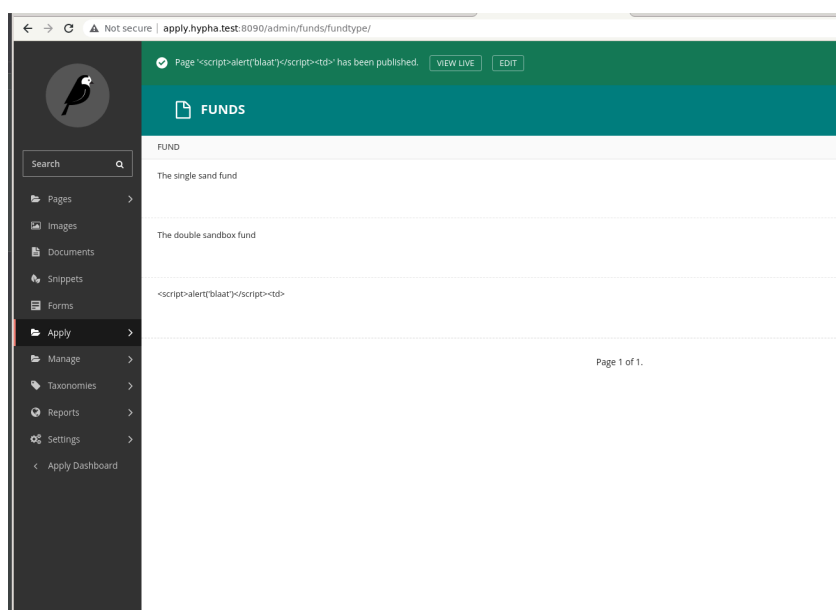 Not secure | apply.hypha.test:8090/admin/funds/fundtype/
Page '<script>alert('blaat')</script><td>' has been published. VIEW LIVE EDIT
FUNDS
FUND
Search
The single sand fund
Pages
Images
The double sandbox fund
Documents
Snippets
<script>alert('blaat')</script><td>
Forms
Apply
Manage
Page 1 of 1.
Taxonomies
Reports
Settings
Apply Dashboard